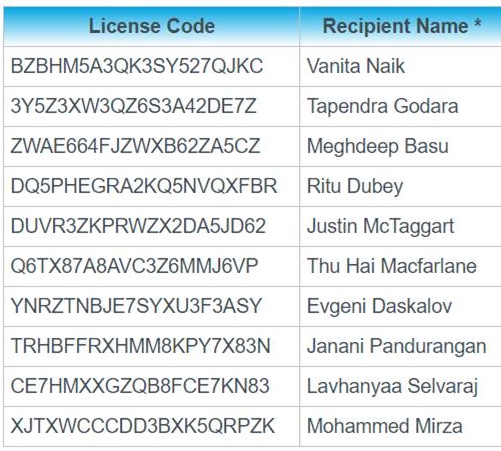 License Code Recipient Name *
BZBHM5A3QK3SY527QJKC Vanita Naik
3Y5Z3XW3QZ6S3A42DE7Z Tapendra Godara
ZWAE664FJZWXB62ZA5CZ Meghdeep Basu
DQ5PHEGRA2KQ5NVQXFBR Ritu Dubey
DUVR3ZKPRWZX2DA5JD62 Justin McTaggart
Q6TX87A8AVC3Z6MMJ6VP Thu Hai Macfarlane
YNRZTNBJE7SYXU3F3ASY Evgeni Daskalov
TRHBFFRXHMM8KPY7X83N Janani Pandurangan
CE7HMXXGZQB8FCE7KN83 Lavhanyaa Selvaraj
XJTXWCCCDD3BXK5QRPZK Mohammed Mirza